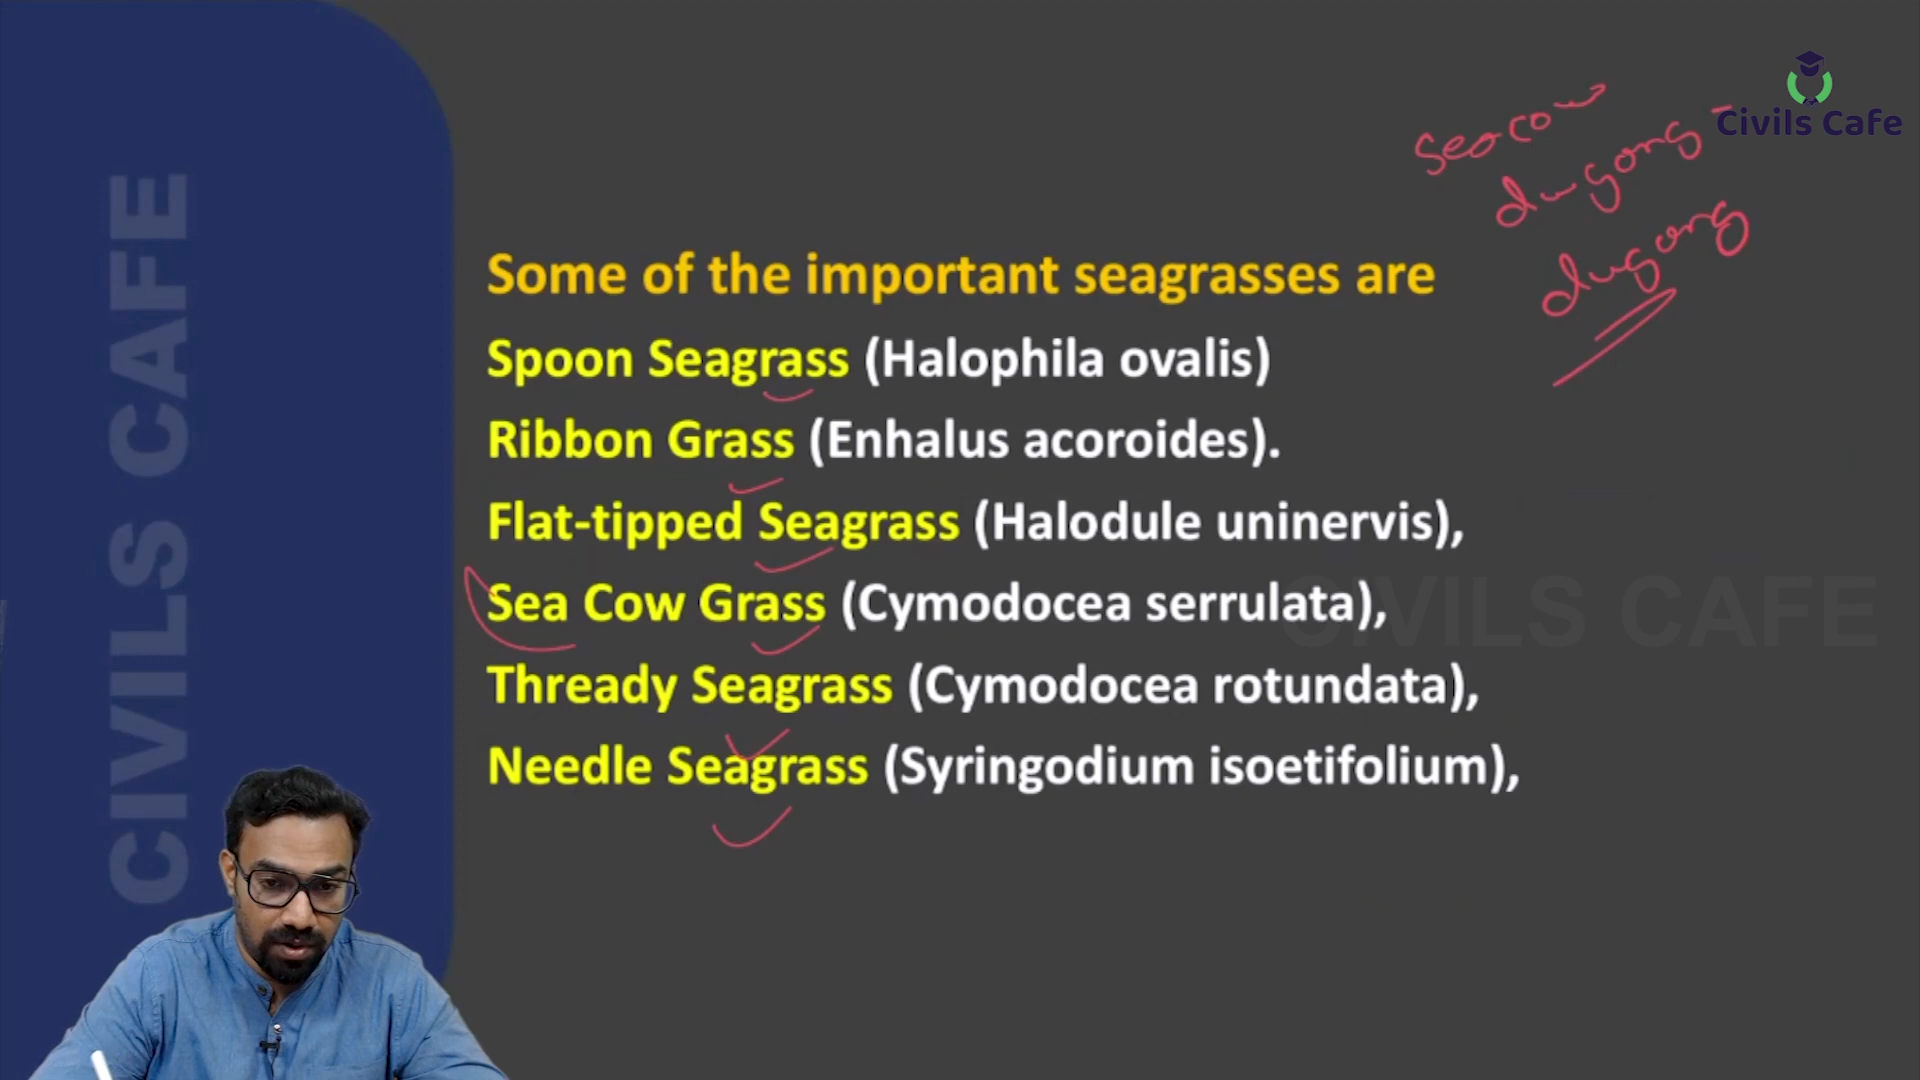 CIVILS CAFE
Civils Cafe
seacow
dugong
dugong
Some of the important seagrasses are
Spoon Seagrass (Halophila ovalis)
Ribbon Grass (Enhalus acoroides).
Flat-tipped Seagrass (Halodule uninervis),
Sea Cow Grass (Cymodocea serrulata),
CIVILS CAFE
Thready Seagrass (Cymodocea rotundata),
Needle Seagrass (Syringodium isoetifolium),